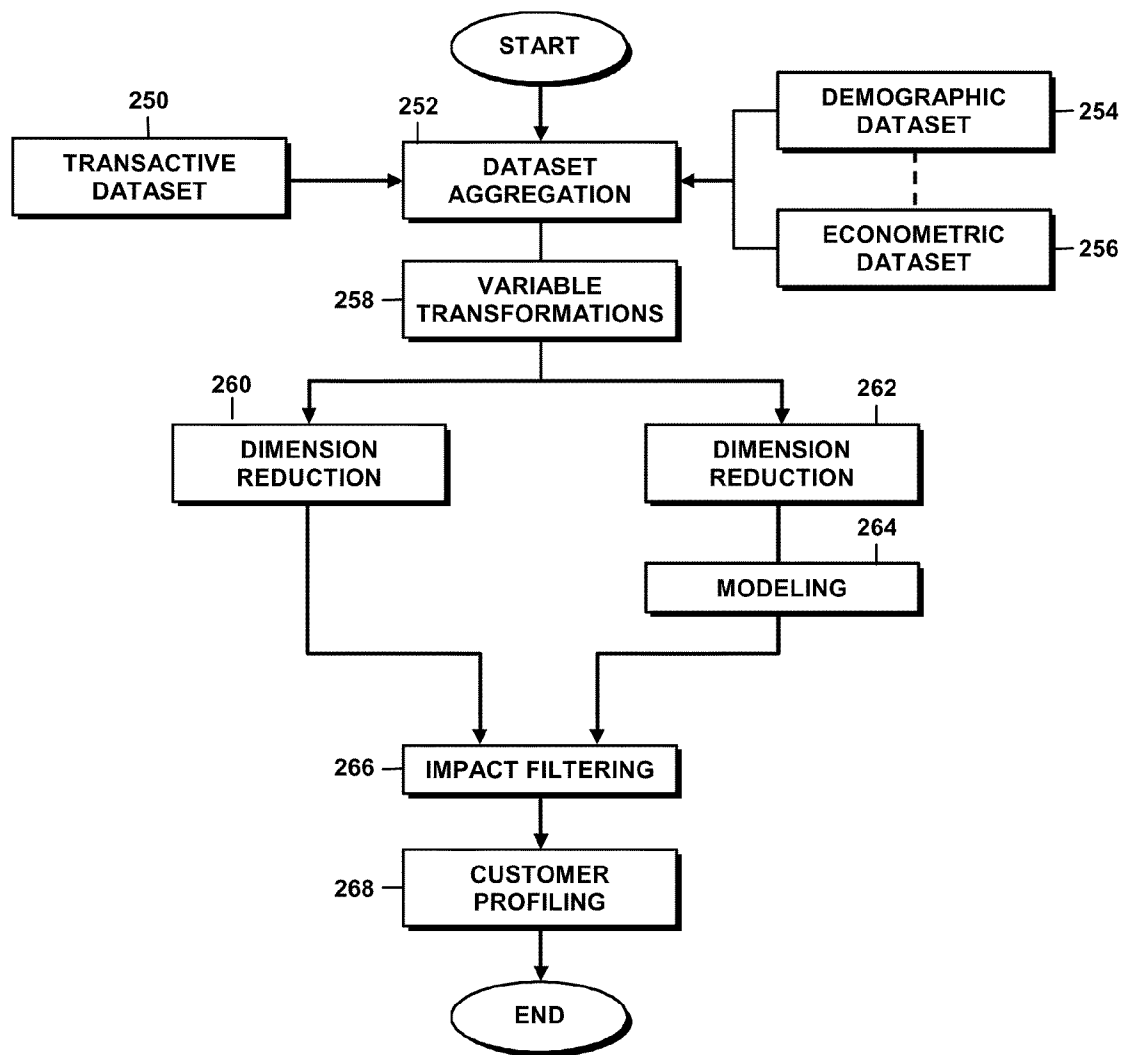 START
250
252
TRANSACTIVE
DATASET
DATASET
AGGREGATION
DEMOGRAPHIC
DATASET
254
ECONOMETRIC
DATASET
256
258
VARIABLE
TRANSFORMATIONS
260
DIMENSION
REDUCTION
262
DIMENSION
REDUCTION
264
MODELING
266
IMPACT FILTERING
268
CUSTOMER
PROFILING
END